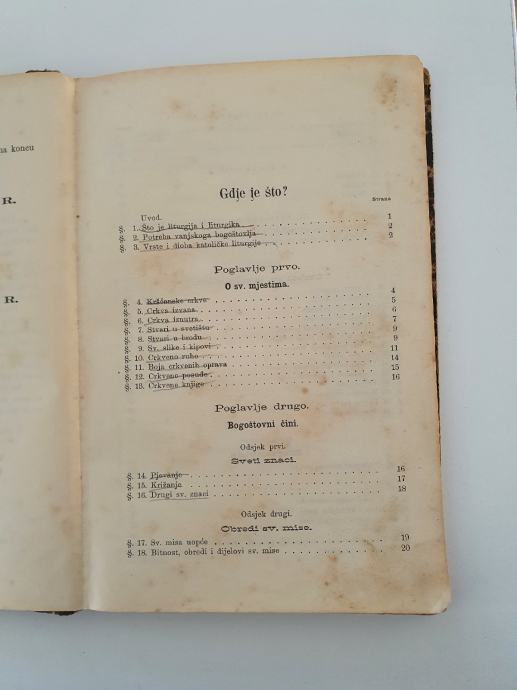 na koncu
R.
R.
Gdje je što?
Strana
Uvod.
§. 1. Što je liturgija i liturgika 1
§. 2. Potreba vanjskoga bogoštovija 2
§. 3. Vrste i dioba katoličke liturgije 2
Poglavlje prvo.
O sv. mjestima.
§. 4. Kršćanske crkve 4
§. 5. Crkva izvana 5
§. 6. Crkva iznutra 6
§. 7. Stvari u svetištu 7
§. 8. Stvari u brodu 9
§. 9. Sv. slike i kipovi 9
§. 10. Crkveno ruho 11
§. 11. Boja crkvenih oprava 14
§. 12. Crkveno posuđe 15
§. 13. Crkvene knjige 16
Poglavlje drugo.
Bogoštovni čini.
Odsjek prvi.
Sveti znaci.
§. 14. Pjevanje 16
§. 15. Križanje 17
§. 16. Drugi sv. znaci 18
Odsjek drugi.
Obredi sv. mise.
§. 17. Sv. misa uopće 19
§. 18. Bitnost, obredi i dijelovi sv. mise 20